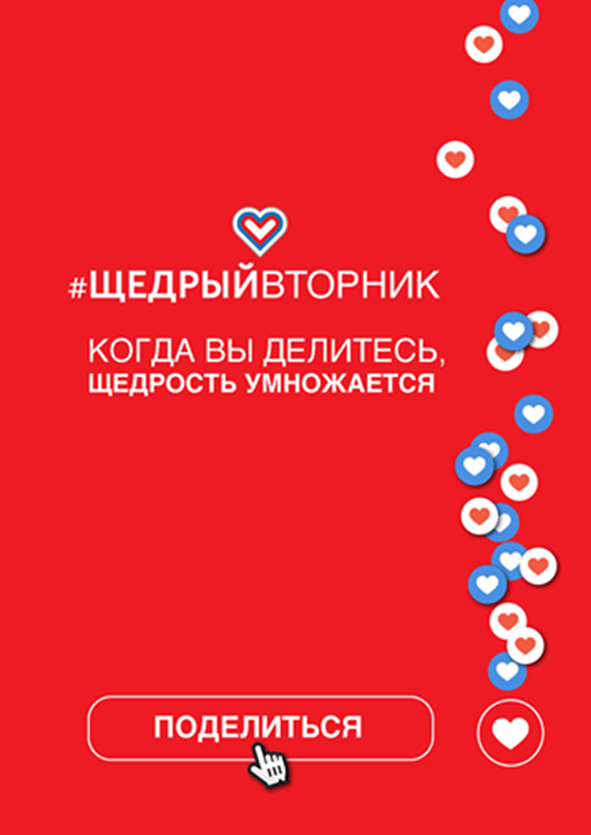 #ЩЕДРЫЙВТОРНИК
КОГДА ВЫ ДЕЛИТЕСЬ,
ЩЕДРОСТЬ УМНОЖАЕТСЯ
ПОДЕЛИТЬСЯ